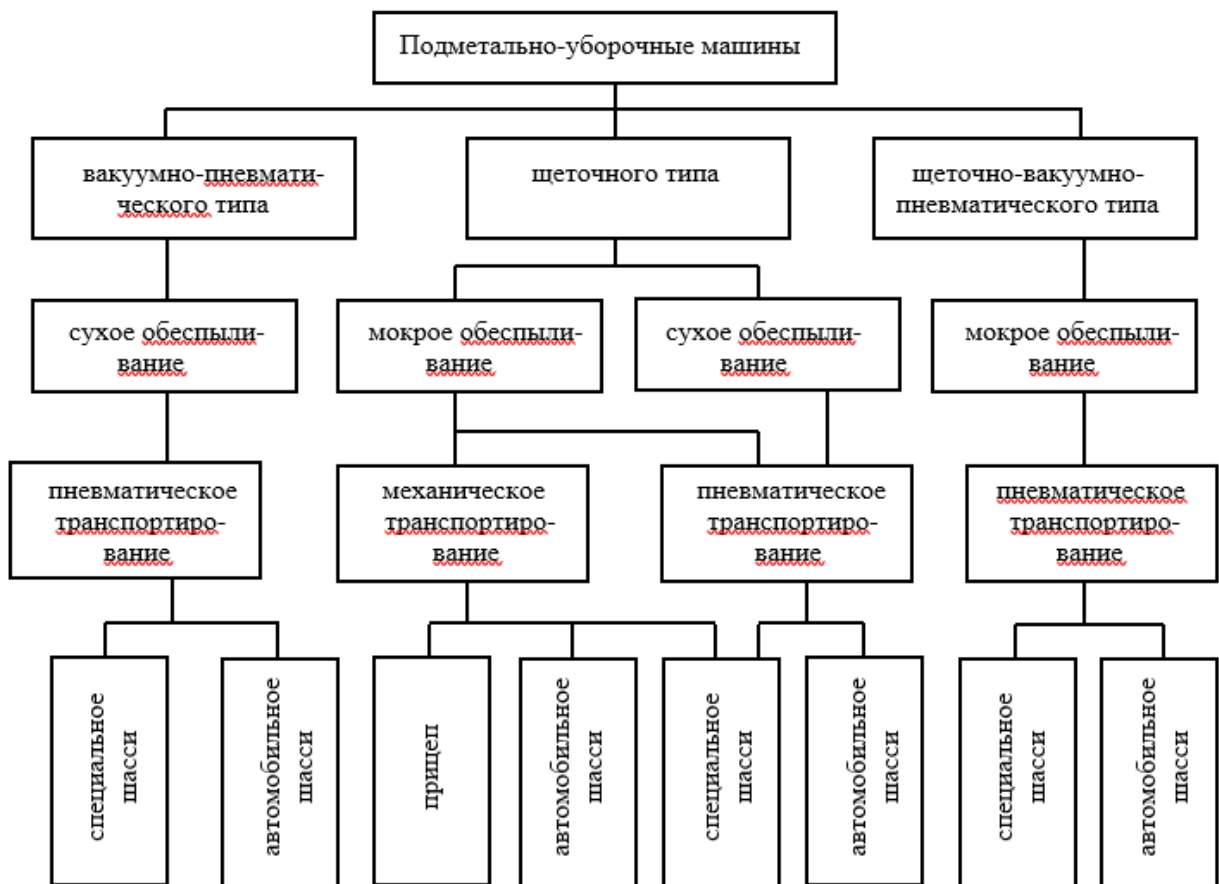 Подметально-уборочные машины
вакуумно-пневмати-
ческого типа
щеточного типа
щеточно-вакуумно-
пневматического типа
сухое обеспыли-
вание
мокрое обеспыли-
вание
сухое обеспыли-
вание
мокрое обеспыли-
вание
пневматическое
транспортиро-
вание
механическое
транспортиро-
вание
пневматическое
транспортиро-
вание
пневматическое
транспортиро-
вание
специальное
шасси
автомобильное
шасси
прицеп
автомобильное
шасси
специальное
шасси
автомобильное
шасси
специальное
шасси
автомобильное
шасси